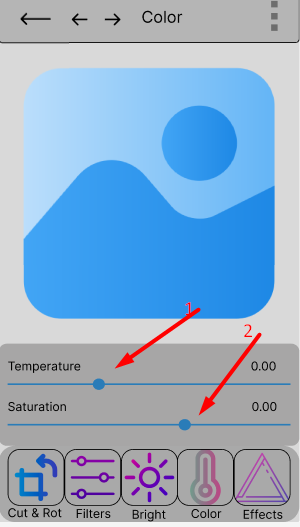 Color
1
2
Temperature 0.00
Saturation 0.00
Cut & Rot Filters Bright Color Effects